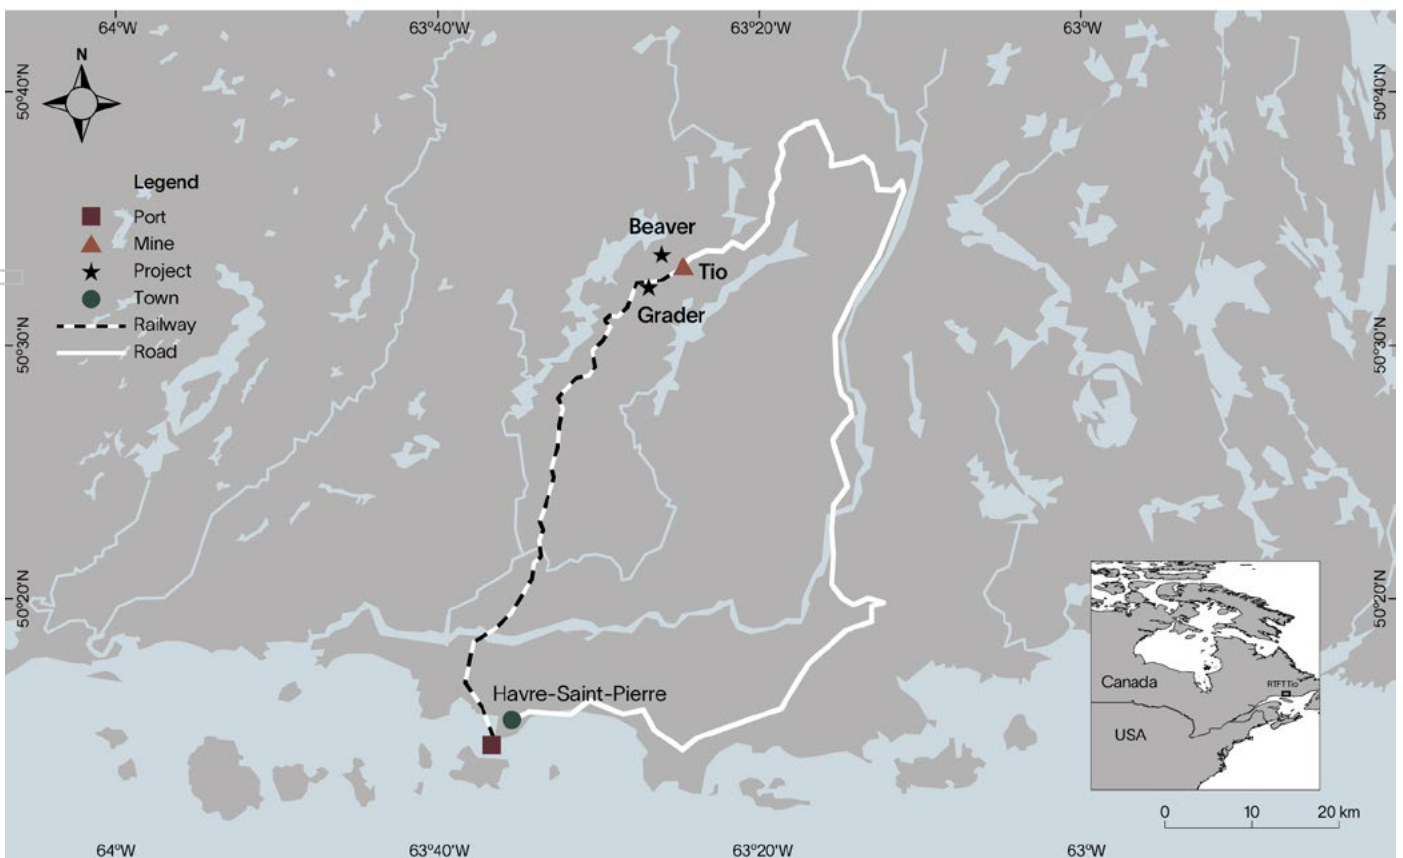 64°W
63°40'W
63°20'W
63°W
N
50°40'N
50°40'N
Legend
Port
Mine
Project
Town
Railway
Road
Beaver
Tio
Grader
50°30'N
50°30'N
50°20'N
50°20'N
Havre-Saint-Pierre
Canada
RTFT Tio
USA
0 10 20 km
64°W
63°40'W
63°20'W
63°W